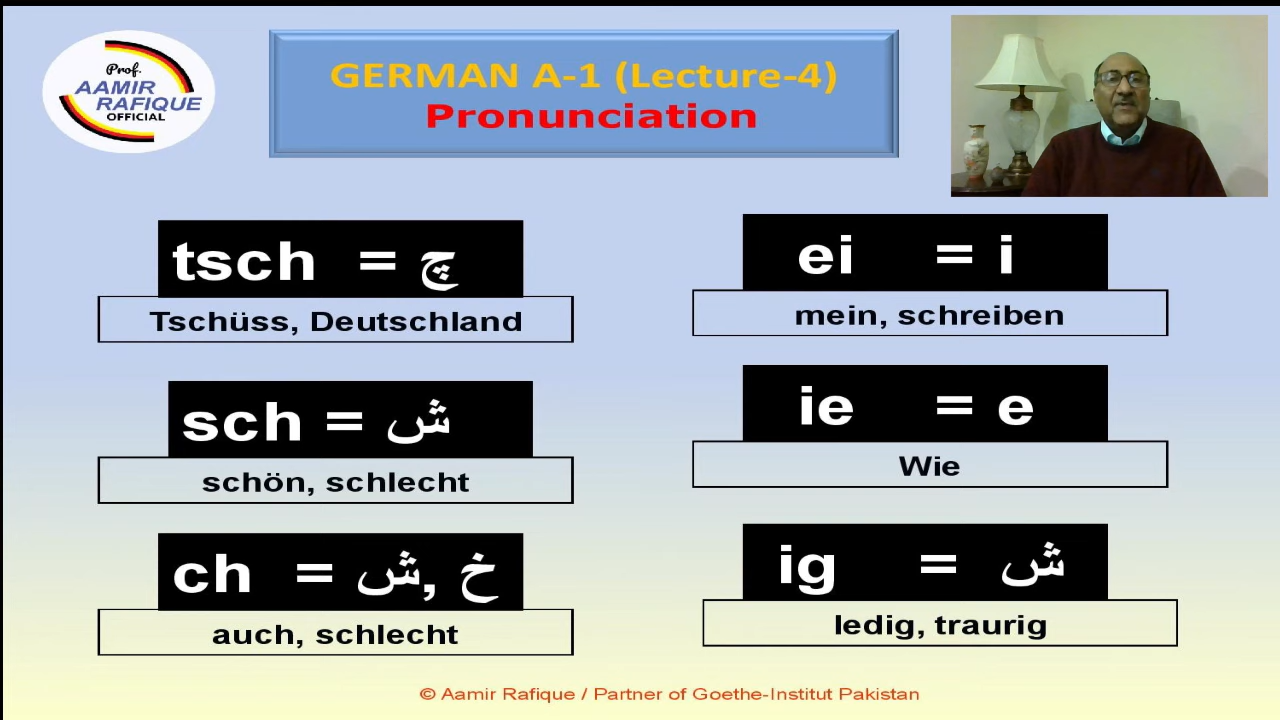 Prof.
AAMIR
RAFIQUE
OFFICIAL
GERMAN A-1 (Lecture-4)
Pronunciation
tsch = چ
Tschüss, Deutschland
sch = ش
schön, schlecht
ch = ش, خ
auch, schlecht
ei = i
mein, schreiben
ie = e
Wie
ig = ش
ledig, traurig
© Aamir Rafique / Partner of Goethe-Institut Pakistan